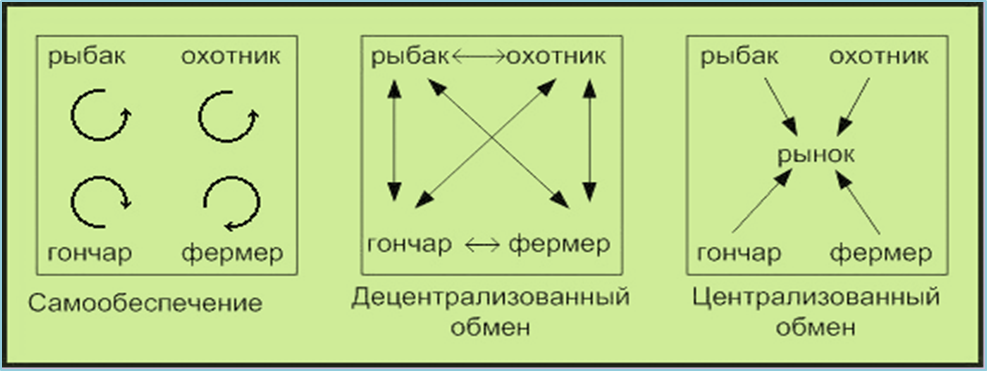 рыбак охотник
гончар фермер
Самообеспечение
рыбак охотник
гончар фермер
Децентрализованный
обмен
рыбак охотник
рынок
гончар фермер
Централизованный
обмен